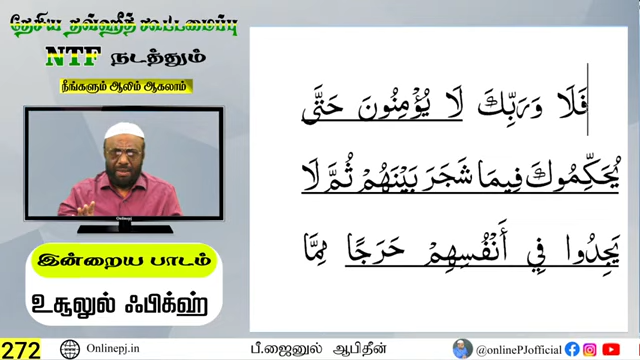 தேசிய தவ்ஹீத் கூட்டமைப்பு
NTF நடத்தும்
நீங்களும் ஆலிம் ஆகலாம்
Onlinepj
இன்றைய பாடம்
உசூலுல் ஃபிக்ஹ்
فَلَا وَرَبِّكَ لَا يُؤْمِنُونَ حَتَّى
يُحَكِّمُوكَ فِيمَا شَجَرَ بَيْنَهُمْ ثُمَّ لَا
يَجِدُوا فِي أَنْفُسِهِمْ حَرَجًا مِمَّا
272 Onlinepj.in பீ.ஜைனுல் ஆபிதீன் @onlinePJofficial